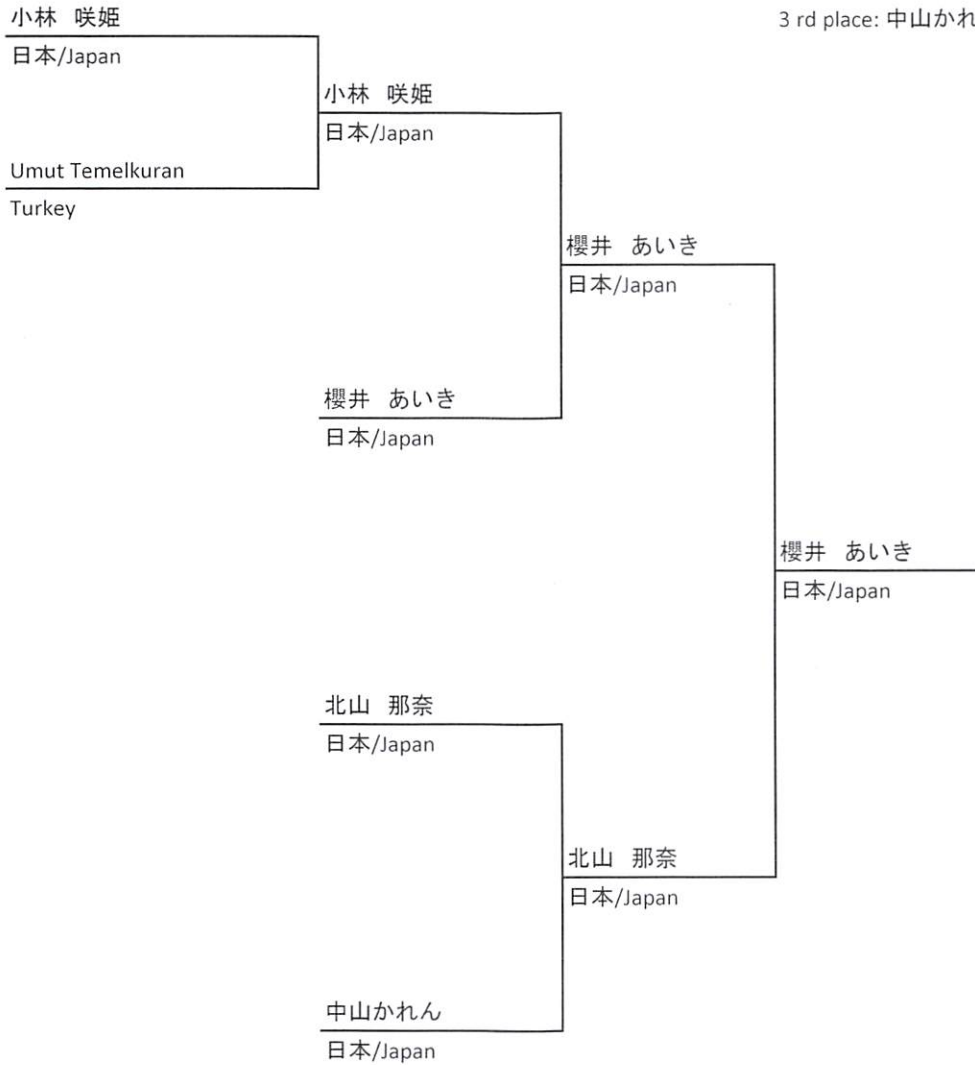 小林 咲姫
3 rd place: 中山かれ
日本/Japan
小林 咲姫
日本/Japan
Umut Temelkuran
Turkey
櫻井 あいき
日本/Japan
櫻井 あいき
日本/Japan
櫻井 あいき
日本/Japan
北山 那奈
日本/Japan
北山 那奈
日本/Japan
中山かれん
日本/Japan